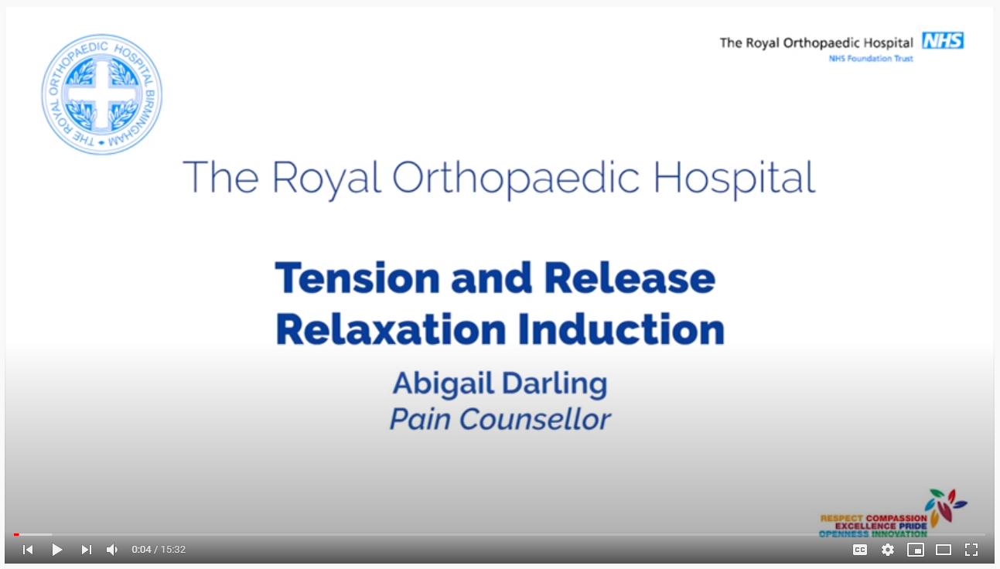 THE ROYAL ORTHOPAEDIC HOSPITAL BIRMINGHAM
The Royal Orthopaedic Hospital NHS
NHS Foundation Trust
The Royal Orthopaedic Hospital
Tension and Release
Relaxation Induction
Abigail Darling
Pain Counsellor
RESPECT COMPASSION
EXCELLENCE PRIDE
OPENNESS INNOVATION
0:04 / 15:32
CC